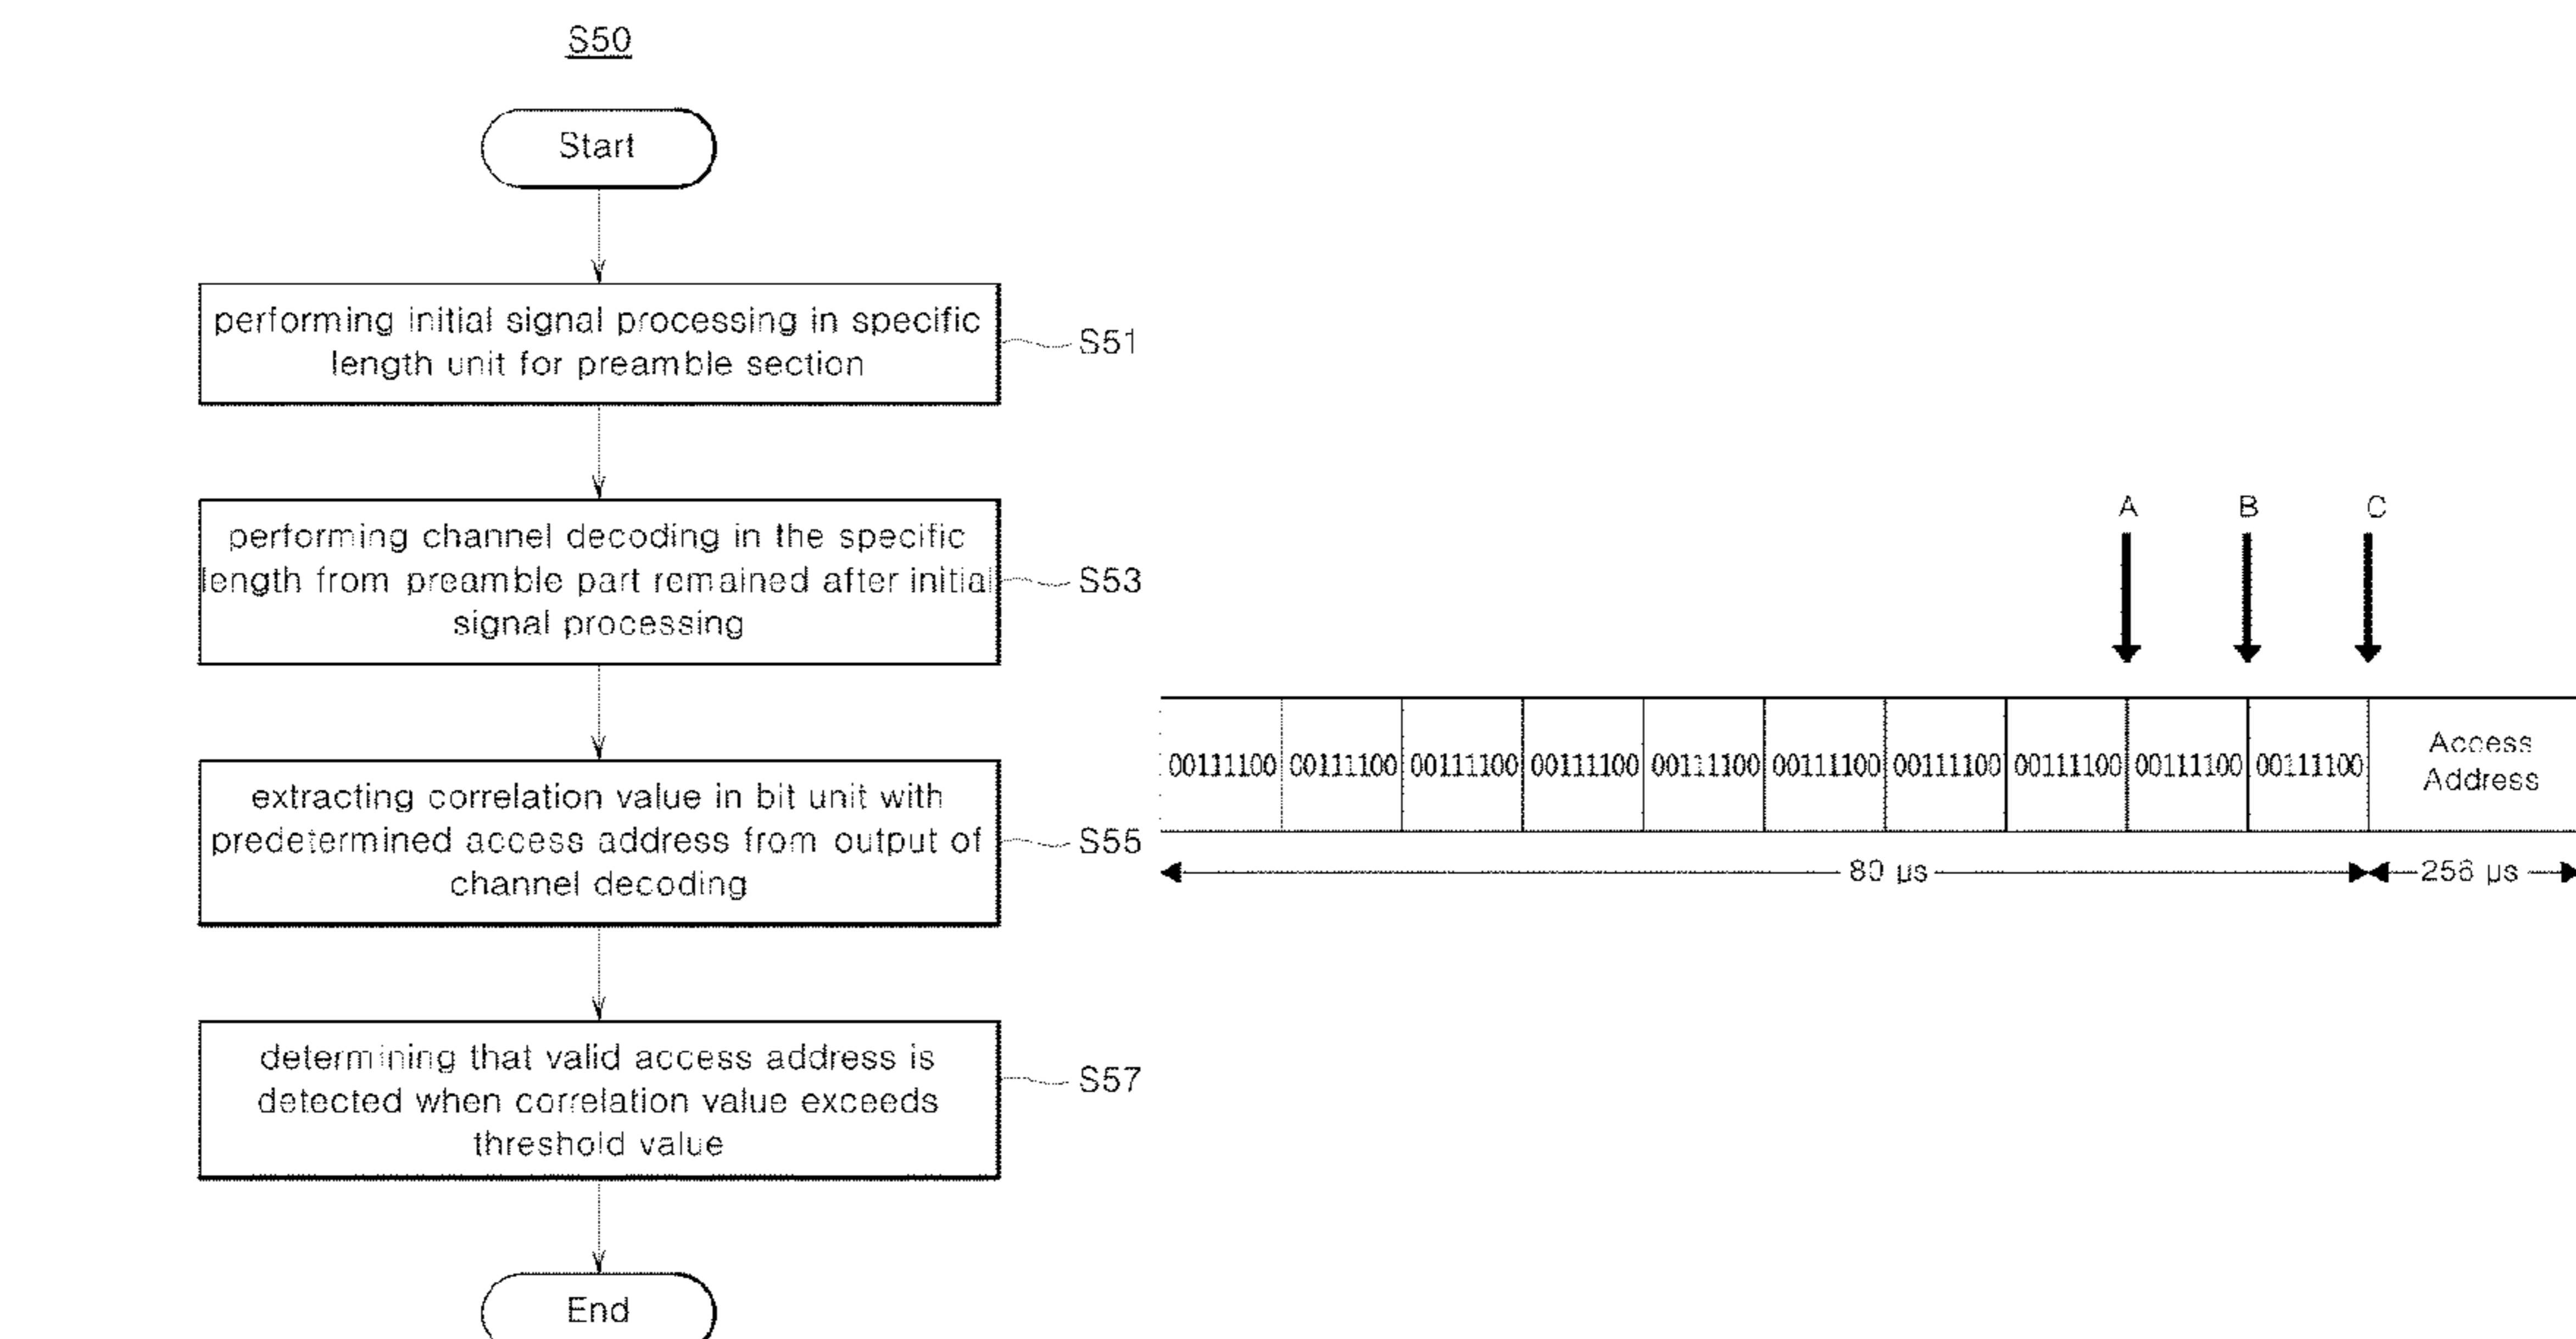 S50
Start
performing initial signal processing in specific
length unit for preamble section
S51
performing channel decoding in the specific
length from preamble part remained after initial
signal processing
S53
extracting correlation value in bit unit with
predetermined access address from output of
channel decoding
S55
determining that valid access address is
detected when correlation value exceeds
threshold value
S57
End
A B C
00111100 00111100 00111100 00111100 00111100 00111100 00111100 00111100 00111100 00111100
Access
Address
80 µs 256 µs